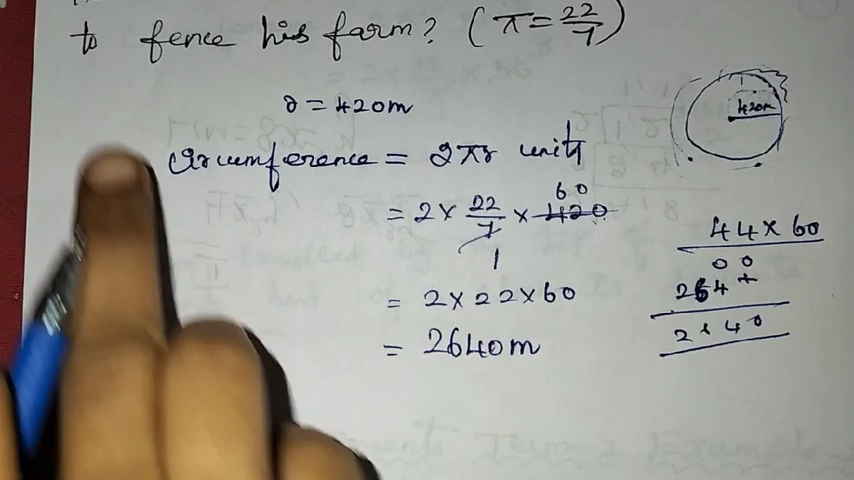 to fence his farm? (π = 22/7)
r = 420m
420m
Circumference = 2πr units
60
= 2 × 22/7 × 420
1
= 2 × 22 × 60
= 2640m
44 × 60
00
264+
2640